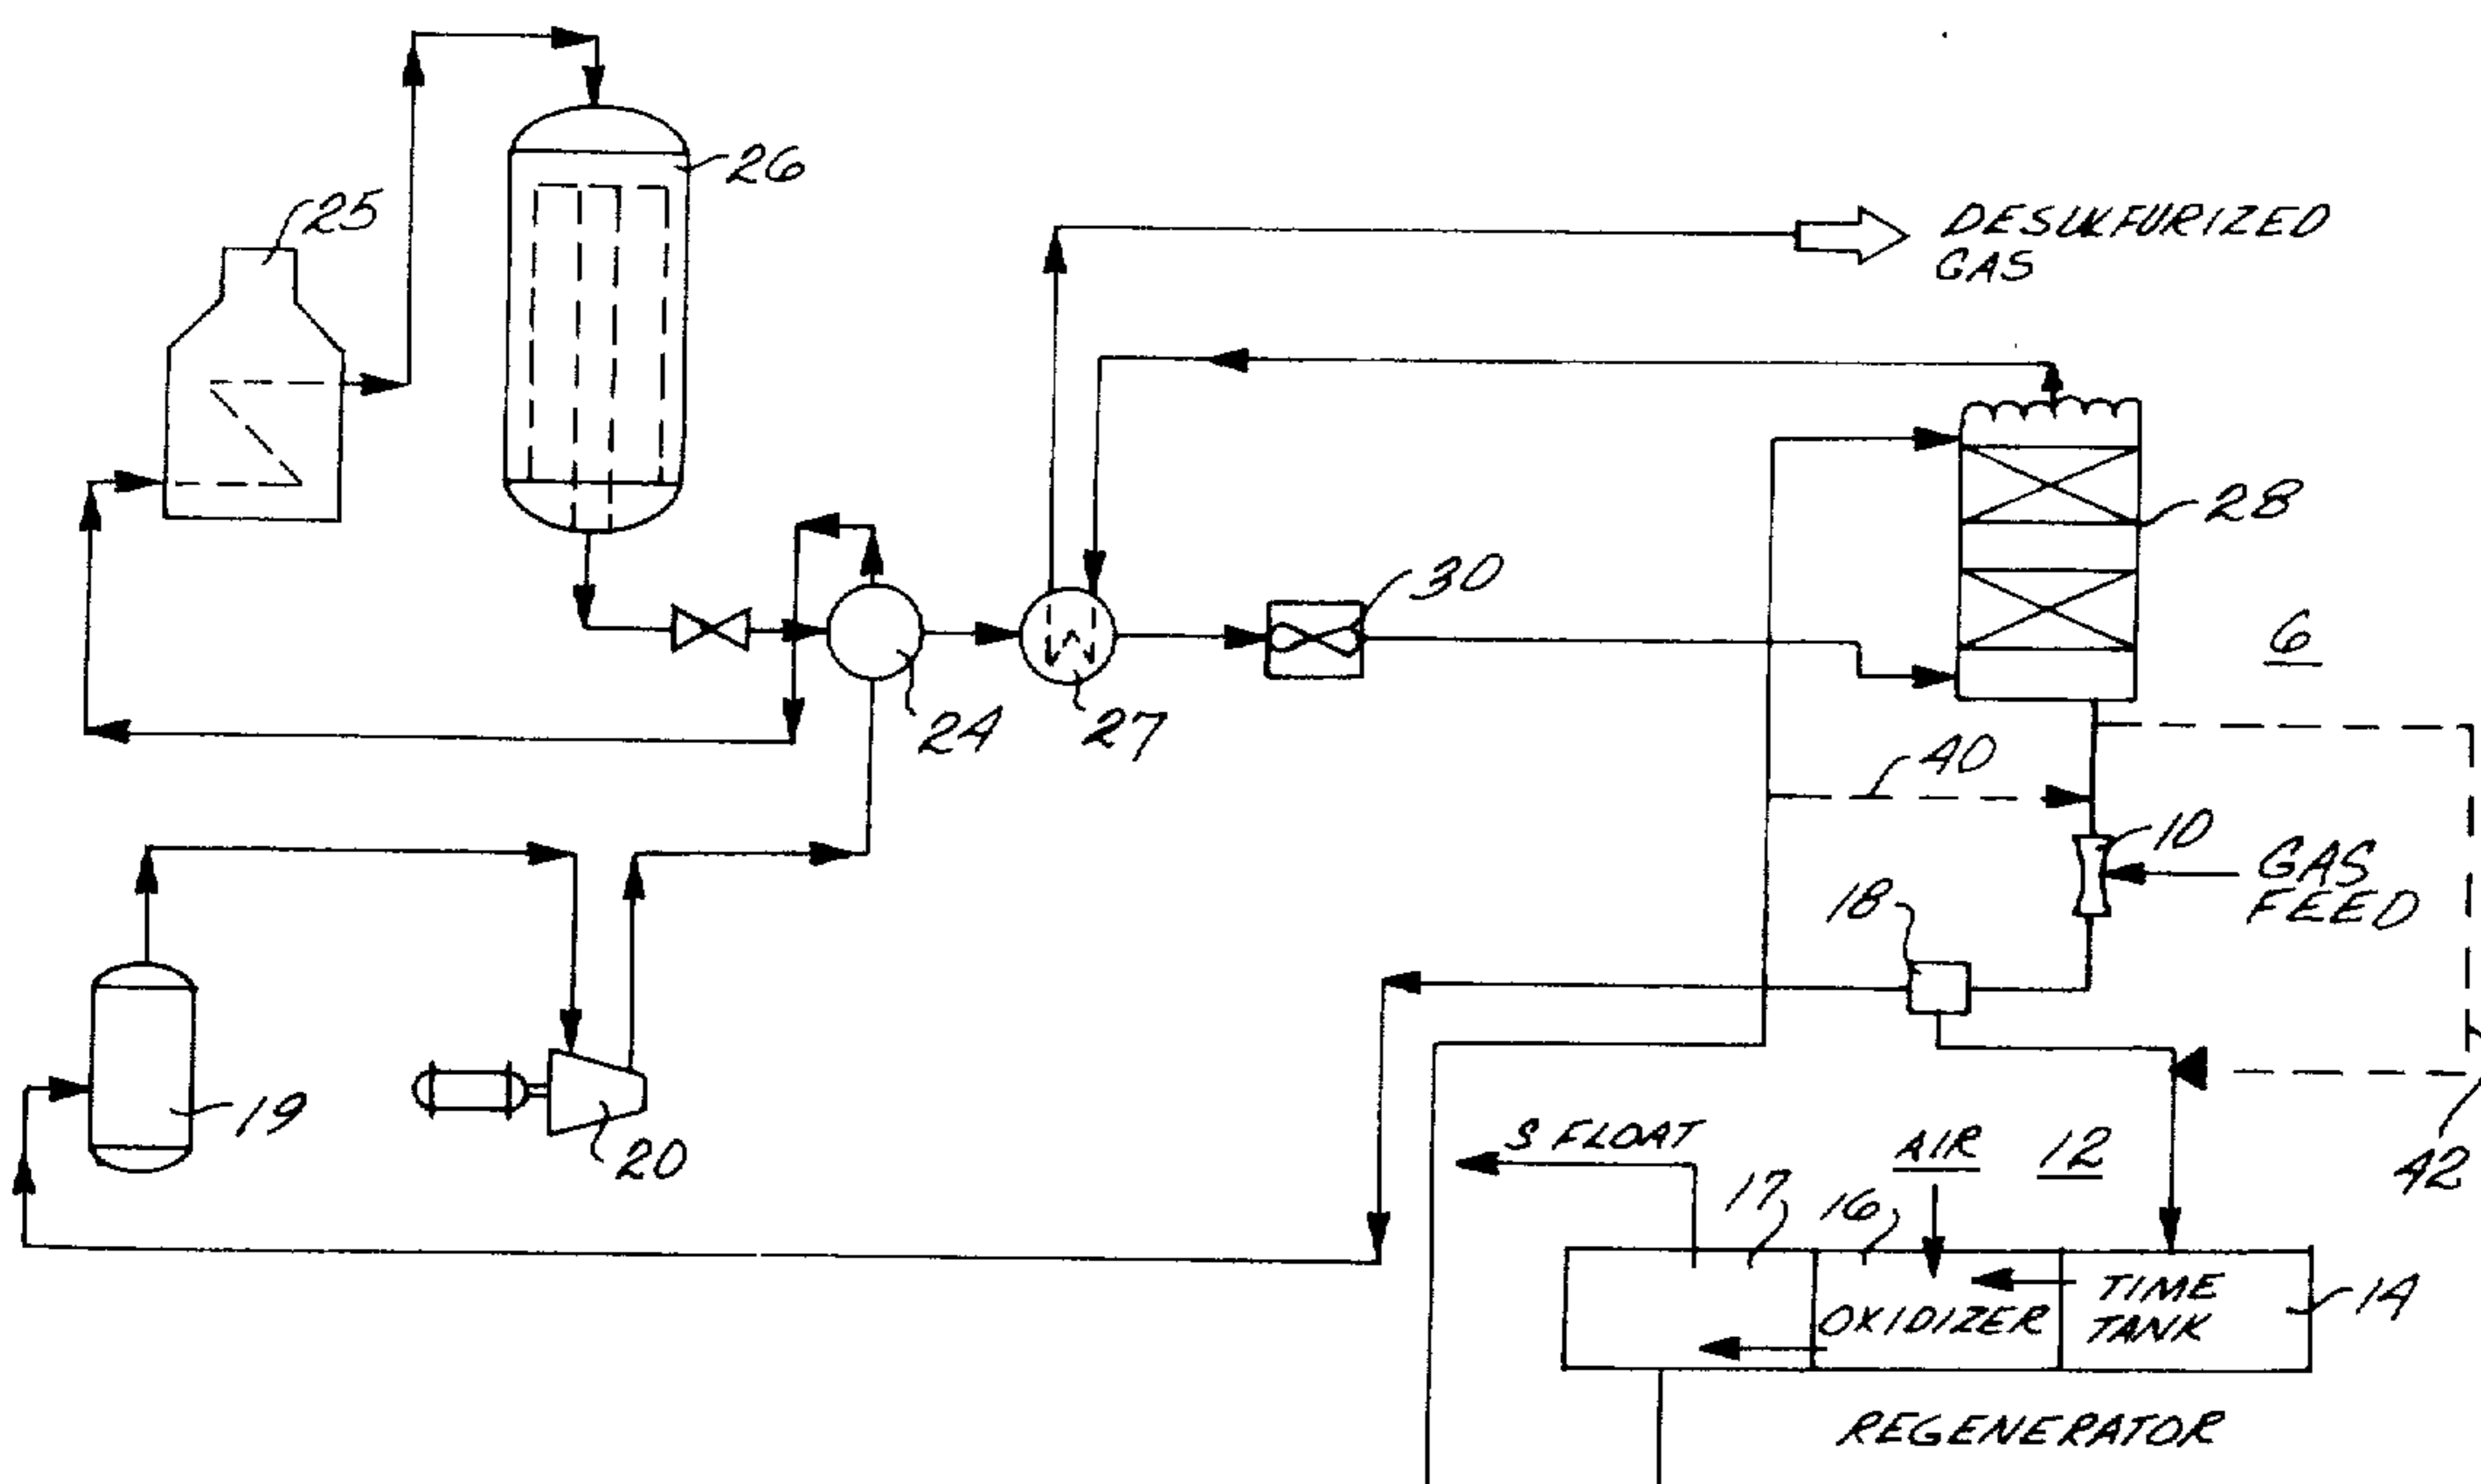 26
25
DESULFURIZED
GAS
28
30
6
24
27
40
10
GAS
FEED
18
19
20
S FLOAT
AIR
12
42
17
16
TIME
TANK
14
OXIDIZER
REGENERATOR